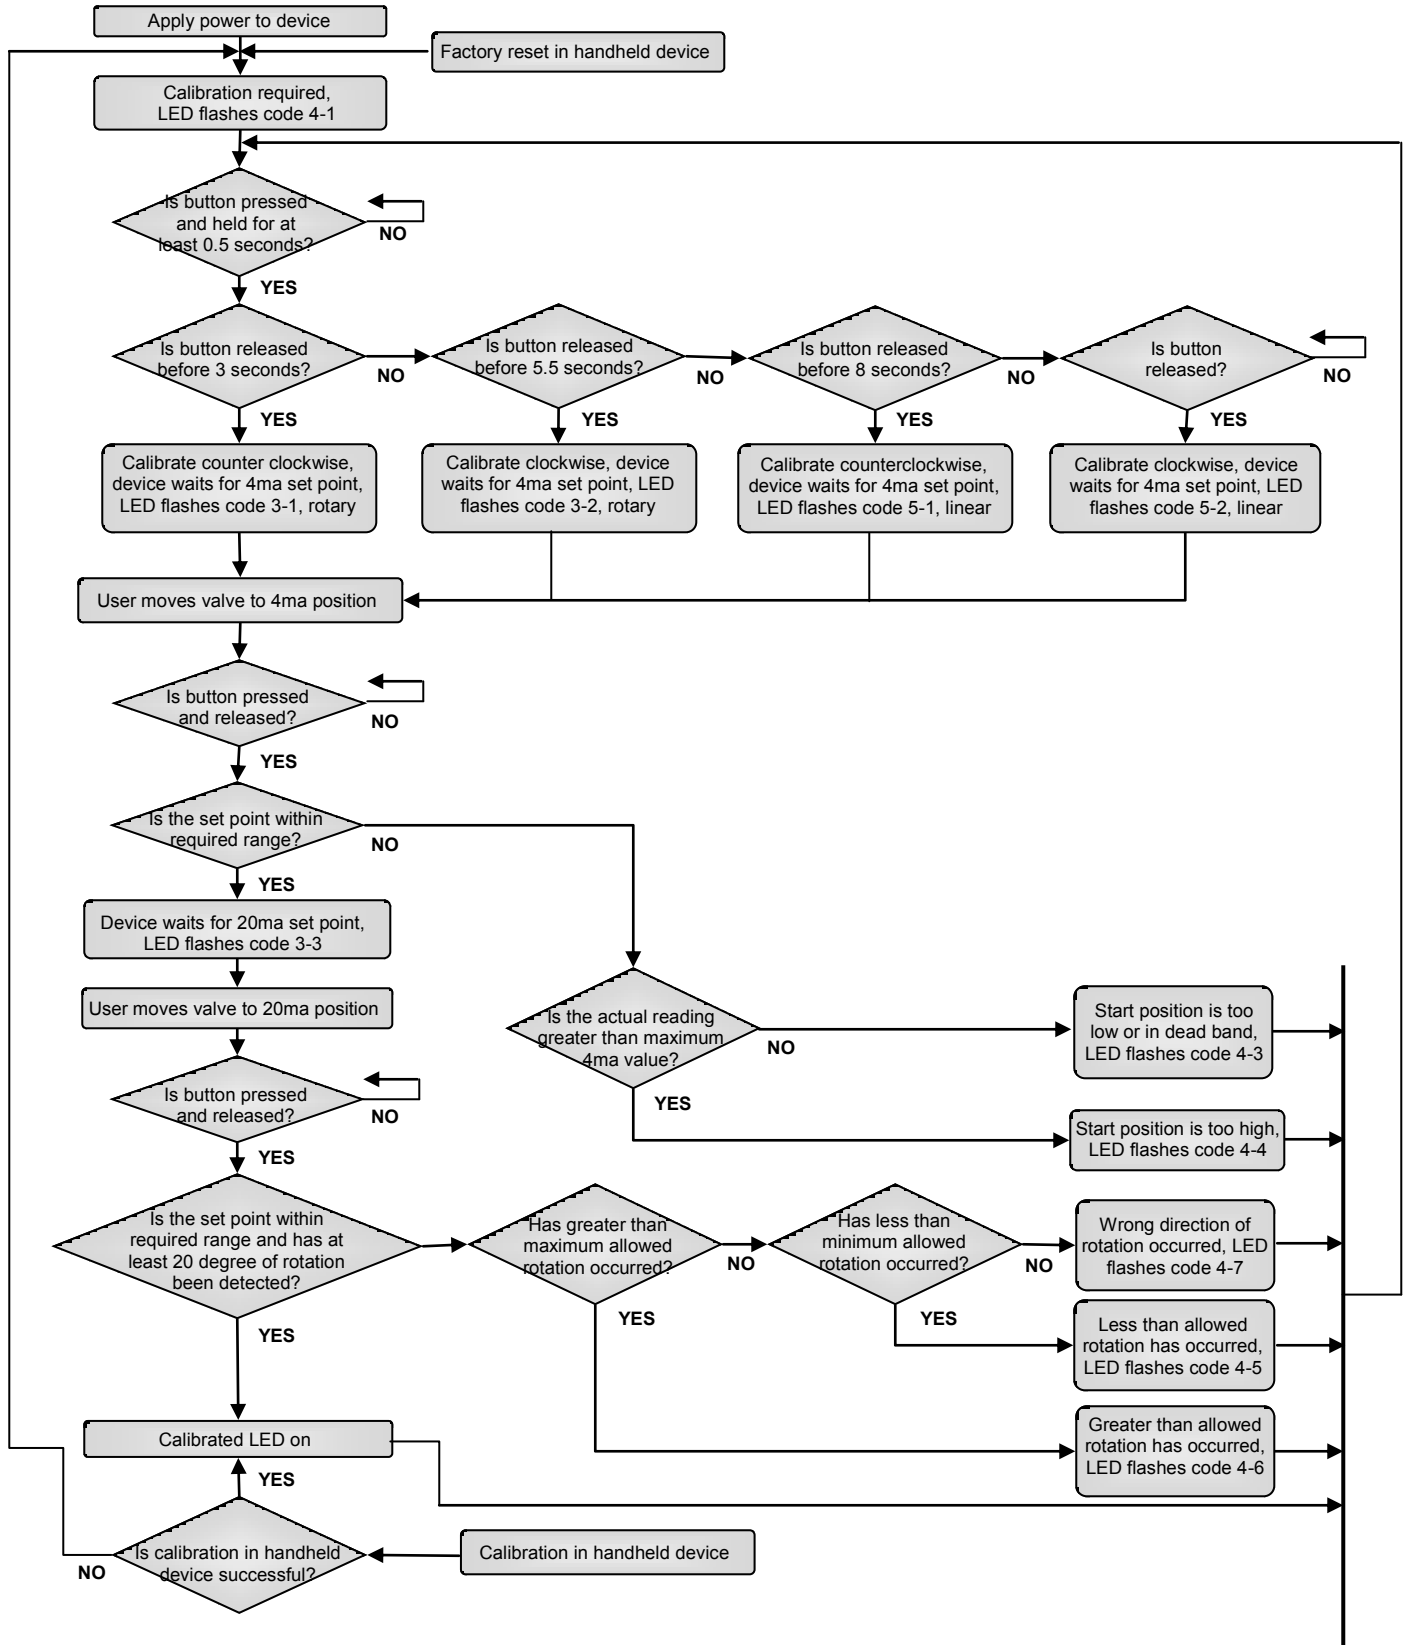 Apply power to device
Factory reset in handheld device
Calibration required,
LED flashes code 4-1
Is button pressed
and held for at
least 0.5 seconds?
NO
YES
Is button released
before 3 seconds?
NO
YES
Is button released
before 5.5 seconds?
NO
YES
Is button released
before 8 seconds?
NO
YES
Is button
released?
NO
YES
Calibrate counter clockwise,
device waits for 4ma set point,
LED flashes code 3-1, rotary
Calibrate clockwise, device
waits for 4ma set point, LED
flashes code 3-2, rotary
Calibrate counterclockwise,
device waits for 4ma set point,
LED flashes code 5-1, linear
Calibrate clockwise, device
waits for 4ma set point, LED
flashes code 5-2, linear
User moves valve to 4ma position
Is button pressed
and released?
NO
YES
Is the set point within
required range?
NO
YES
Device waits for 20ma set point,
LED flashes code 3-3
User moves valve to 20ma position
Is the actual reading
greater than maximum
4ma value?
NO
YES
Start position is too
low or in dead band,
LED flashes code 4-3
Is button pressed
and released?
NO
YES
Start position is too high,
LED flashes code 4-4
Is the set point within
required range and has at
least 20 degree of rotation
been detected?
YES
Has greater than
maximum allowed
rotation occurred?
NO
YES
Has less than
minimum allowed
rotation occurred?
NO
YES
Wrong direction of
rotation occurred, LED
flashes code 4-7
Less than allowed
rotation has occurred,
LED flashes code 4-5
Greater than allowed
rotation has occurred,
LED flashes code 4-6
Calibrated LED on
YES
Is calibration in handheld
device successful?
NO
Calibration in handheld device